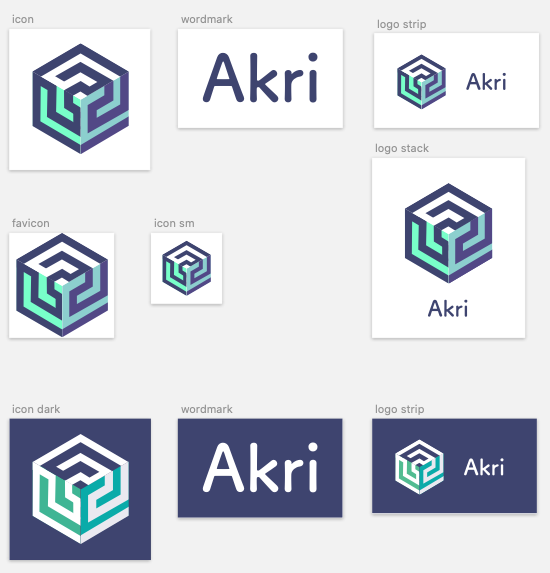 icon
wordmark
logo strip
Akri
Akri
logo stack
favicon
icon sm
Akri
icon dark
wordmark
logo strip
Akri
Akri